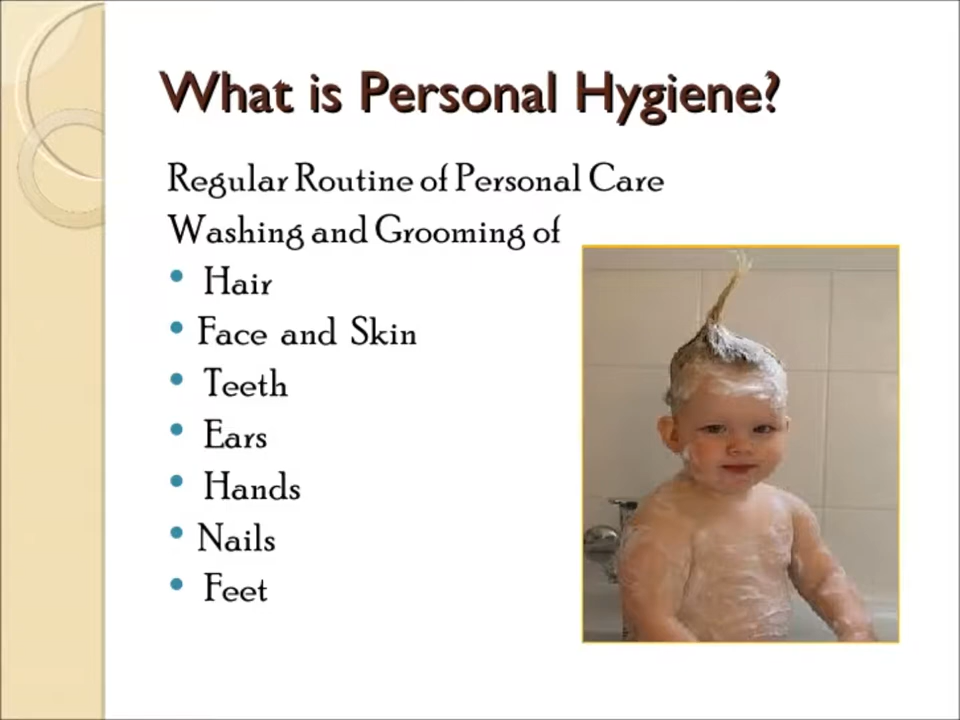 What is Personal Hygiene?
Regular Routine of Personal Care
Washing and Grooming of
• Hair
• Face and Skin
• Teeth
• Ears
• Hands
• Nails
• Feet